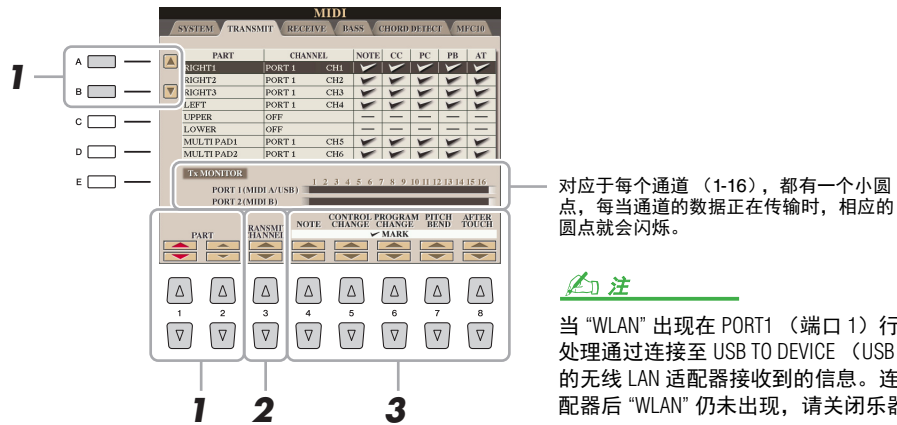 MIDI
SYSTEM TRANSMIT RECEIVE BASS CHORD DETECT MFC10
PART CHANNEL NOTE CC PC PB AT
RIGHT1 PORT 1 CH1
RIGHT2 PORT 1 CH2
RIGHT3 PORT 1 CH3
LEFT PORT 1 CH4
UPPER OFF — — — — —
LOWER OFF — — — — —
MULTI PAD1 PORT 1 CH5
MULTI PAD2 PORT 1 CH6
Tx MONITOR
1 2 3 4 5 6 7 8 9 10 11 12 13 14 15 16
PORT 1 (MIDI A/USB)
PORT 2 (MIDI B)
PART
RANSMIT
HANNEL
NOTE
CONTROL
CHANGE
PROGRAM
CHANGE
PITCH
BEND
AFTER
TOUCH
✓ MARK
A
B
C
D
E
1
1 2 3 4 5 6 7 8
1 2 3
对应于每个通道 （1-16），都有一个小圆
点，每当通道的数据正在传输时，相应的
圆点就会闪烁。
注
当 “WLAN” 出现在 PORT1 （端口 1）行
处理通过连接至 USB TO DEVICE （USB
的无线 LAN 适配器接收到的信息。连
配器后 “WLAN” 仍未出现，请关闭乐器